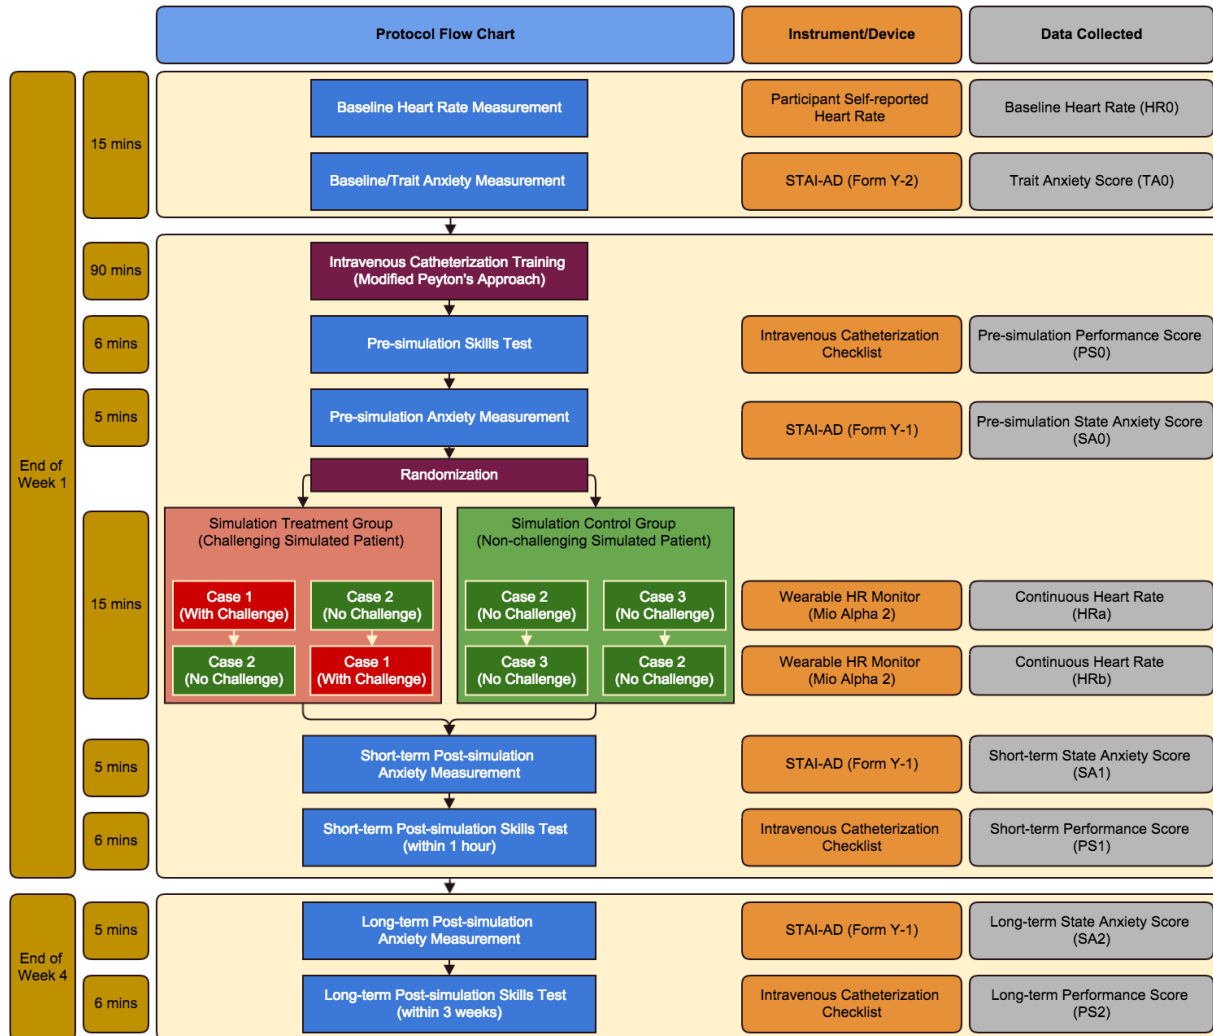 Protocol Flow Chart
Instrument/Device
Data Collected
End of
Week 1
15 mins
Baseline Heart Rate Measurement
Participant Self-reported
Heart Rate
Baseline Heart Rate (HR0)
Baseline/Trait Anxiety Measurement
STAI-AD (Form Y-2)
Trait Anxiety Score (TA0)
90 mins
Intravenous Catheterization Training
(Modified Peyton's Approach)
6 mins
Pre-simulation Skills Test
Intravenous Catheterization
Checklist
Pre-simulation Performance Score
(PS0)
5 mins
Pre-simulation Anxiety Measurement
STAI-AD (Form Y-1)
Pre-simulation State Anxiety Score
(SA0)
Randomization
15 mins
Simulation Treatment Group
(Challenging Simulated Patient)
Case 1
(With Challenge)
Case 2
(No Challenge)
Case 2
(No Challenge)
Case 1
(With Challenge)
Simulation Control Group
(Non-challenging Simulated Patient)
Case 2
(No Challenge)
Case 3
(No Challenge)
Case 3
(No Challenge)
Case 2
(No Challenge)
Wearable HR Monitor
(Mio Alpha 2)
Continuous Heart Rate
(HRa)
Wearable HR Monitor
(Mio Alpha 2)
Continuous Heart Rate
(HRb)
5 mins
Short-term Post-simulation
Anxiety Measurement
STAI-AD (Form Y-1)
Short-term State Anxiety Score
(SA1)
6 mins
Short-term Post-simulation Skills Test
(within 1 hour)
Intravenous Catheterization
Checklist
Short-term Performance Score
(PS1)
End of
Week 4
5 mins
Long-term Post-simulation
Anxiety Measurement
STAI-AD (Form Y-1)
Long-term State Anxiety Score
(SA2)
6 mins
Long-term Post-simulation Skills Test
(within 3 weeks)
Intravenous Catheterization
Checklist
Long-term Performance Score
(PS2)